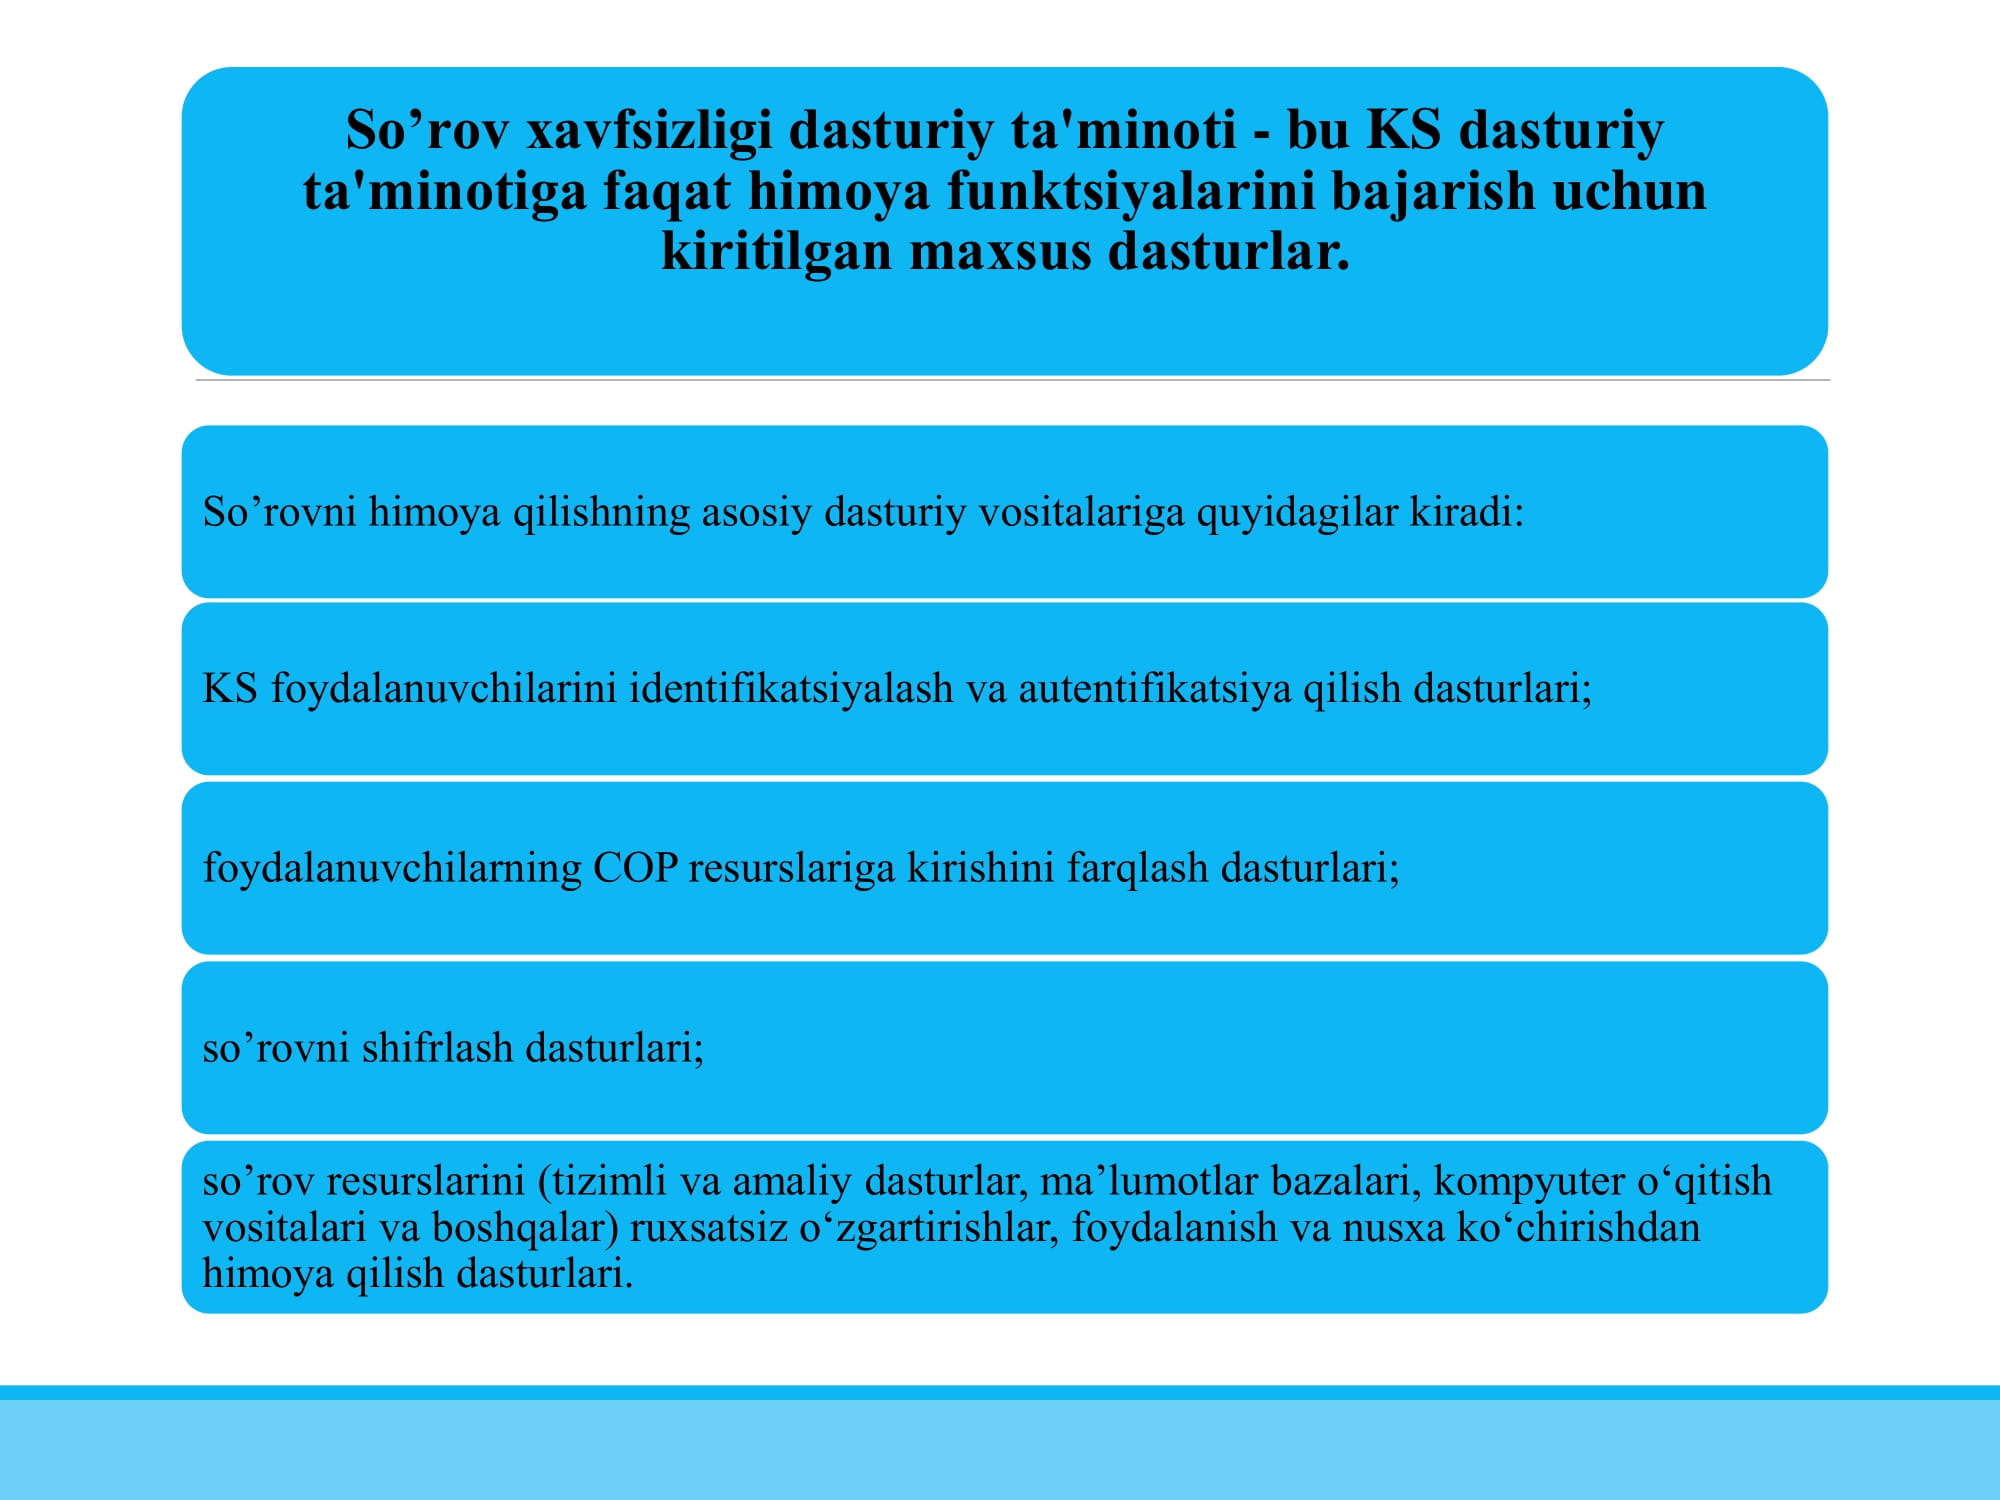 So’rov xavfsizligi dasturiy ta'minoti - bu KS dasturiy
ta'minotiga faqat himoya funktsiyalarini bajarish uchun
kiritilgan maxsus dasturlar.
So’rovni himoya qilishning asosiy dasturiy vositalariga quyidagilar kiradi:
KS foydalanuvchilarini identifikatsiyalash va autentifikatsiya qilish dasturlari;
foydalanuvchilarning COP resurslariga kirishini farqlash dasturlari;
so’rovni shifrlash dasturlari;
so’rov resurslarini (tizimli va amaliy dasturlar, ma’lumotlar bazalari, kompyuter o‘qitish
vositalari va boshqalar) ruxsatsiz o‘zgartirishlar, foydalanish va nusxa ko‘chirishdan
himoya qilish dasturlari.